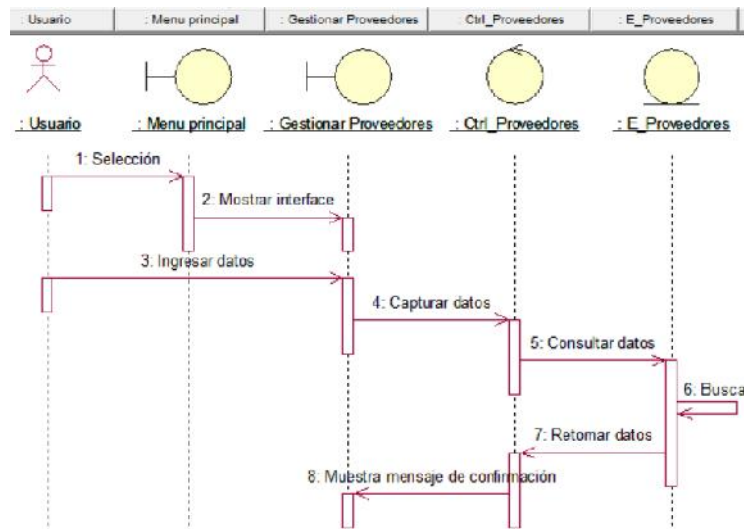 : Usuario : Menu principal : Gestionar Proveedores : Ctrl_Proveedores : E_Proveedores
: Usuario : Menu principal : Gestionar Proveedores : Ctrl_Proveedores : E_Proveedores
1: Selección
2: Mostrar interface
3: Ingresar datos
4: Capturar datos
5: Consultar datos
6: Busca
7: Retornar datos
8: Muestra mensaje de confirmación